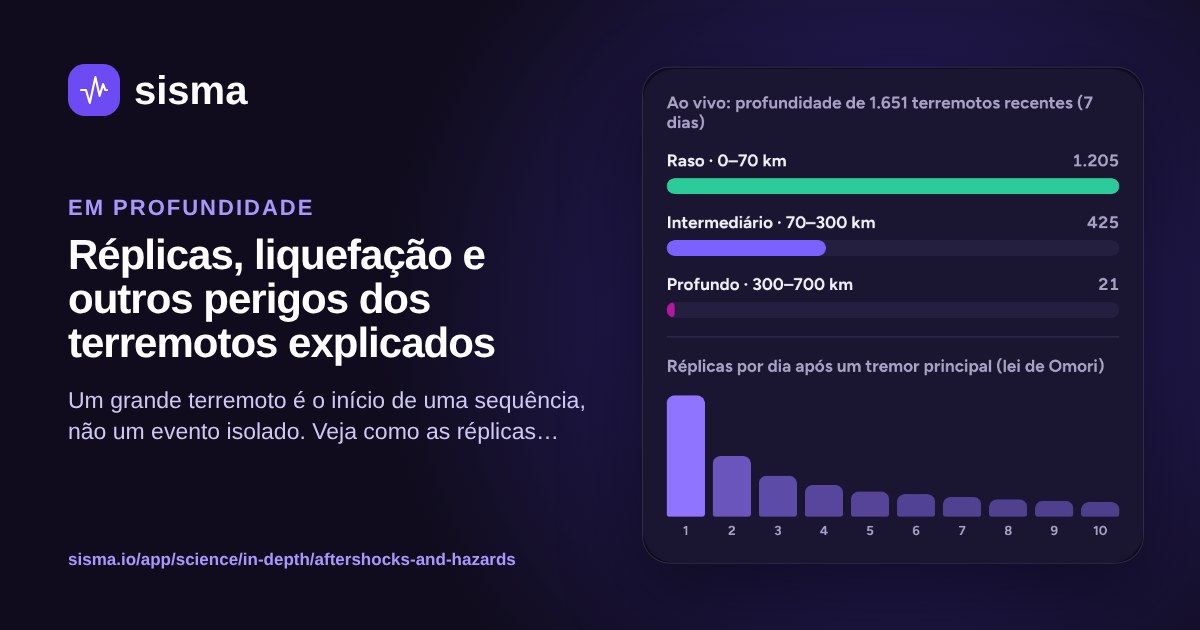 sisma
EM PROFUNDIDADE
Réplicas, liquefação e
outros perigos dos
terremotos explicados
Um grande terremoto é o início de uma sequência,
não um evento isolado. Veja como as réplicas…
sisma.io/app/science/in-depth/aftershocks-and-hazards
Ao vivo: profundidade de 1.651 terremotos recentes (7
dias)
Raso · 0–70 km 1.205
Intermediário · 70–300 km 425
Profundo · 300–700 km 21
Réplicas por dia após um tremor principal (lei de Omori)
1 2 3 4 5 6 7 8 9 10